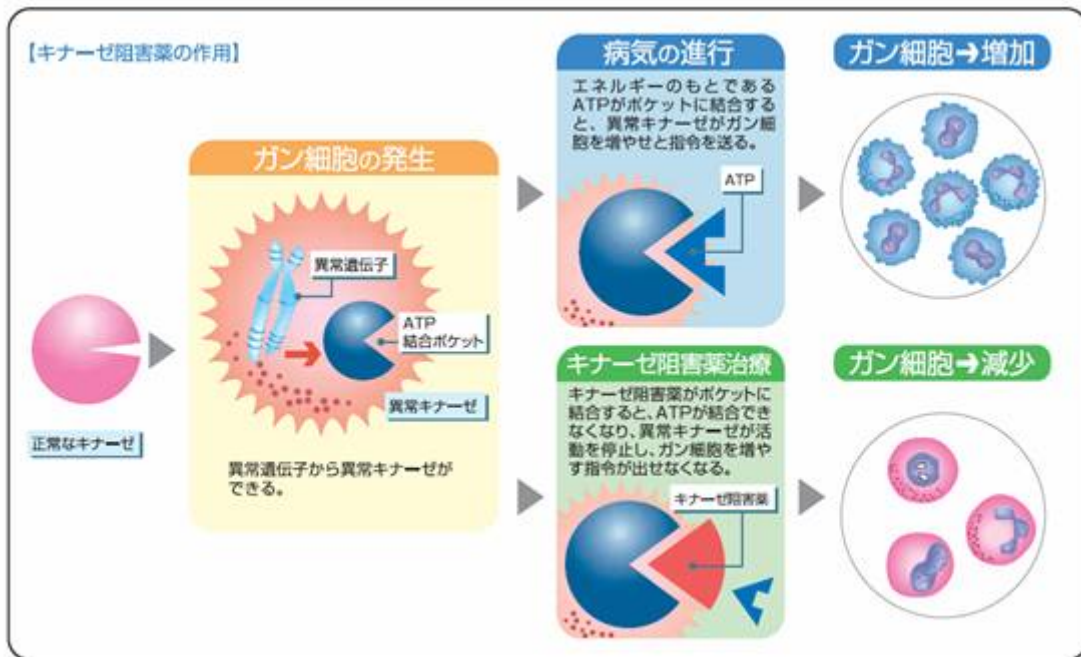 【キナーゼ阻害薬の作用】
正常なキナーゼ
ガン細胞の発生
異常遺伝子
ATP
結合ポケット
異常キナーゼ
異常遺伝子から異常キナーゼが
できる。
病気の進行
エネルギーのもとである
ATPがポケットに結合する
と、異常キナーゼがガン細
胞を増やせと指令を送る。
ATP
ガン細胞→増加
キナーゼ阻害薬治療
キナーゼ阻害薬がポケットに
結合すると、ATPが結合でき
なくなり、異常キナーゼが活
動を停止し、ガン細胞を増や
す指令が出せなくなる。
キナーゼ阻害薬
ガン細胞→減少